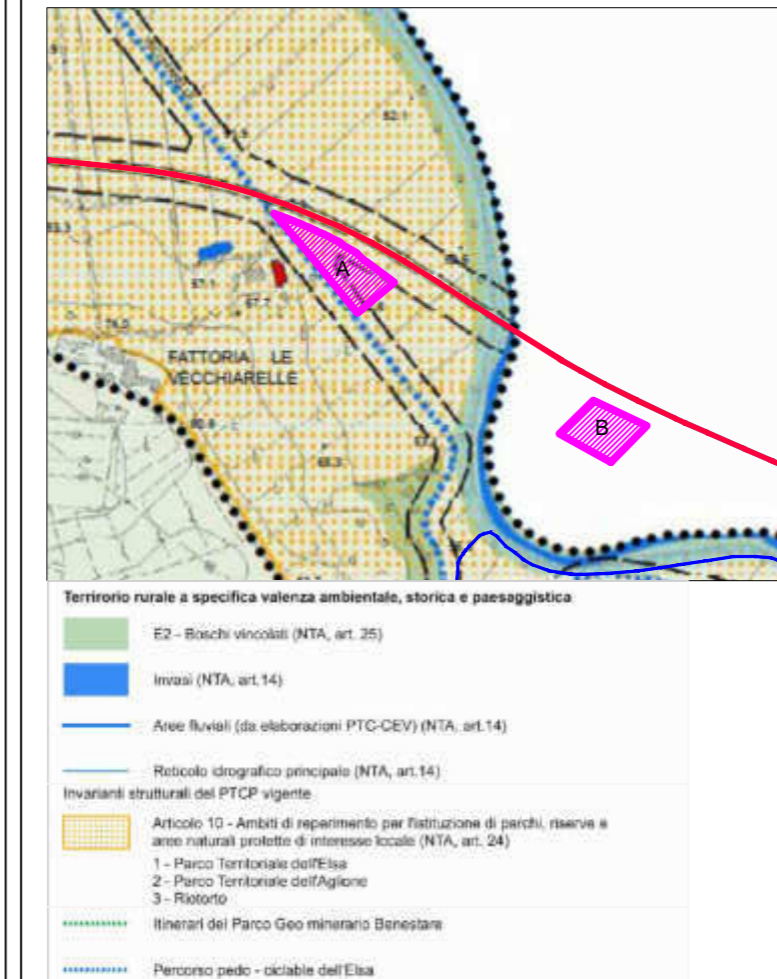 62.1
A
67.1
FATTORIA LE
VECCHIARELLE
B
Terrirorio rurale a specifica valenza ambientale, storica e paesaggistica
E2 - Boschi vincolati (NTA, art. 25)
Invasi (NTA, art.14)
Aree fluviali (da elaborazioni PTC-CEV) (NTA, art.14)
Reticolo idrografico principale (NTA, art.14)
Invarianti strutturali del PTCP vigente
Articolo 10 - Ambiti di reperimento per l'istituzione di parchi, riserve e
aree naturali protette di interesse locale (NTA, art. 24)
1 - Parco Territoriale dell'Elsa
2 - Parco Territoriale dell'Aglione
3 - Riotorto
Itinerari del Parco Geo minerario Benestare
Percorso pedo - ciclabile dell'Elsa